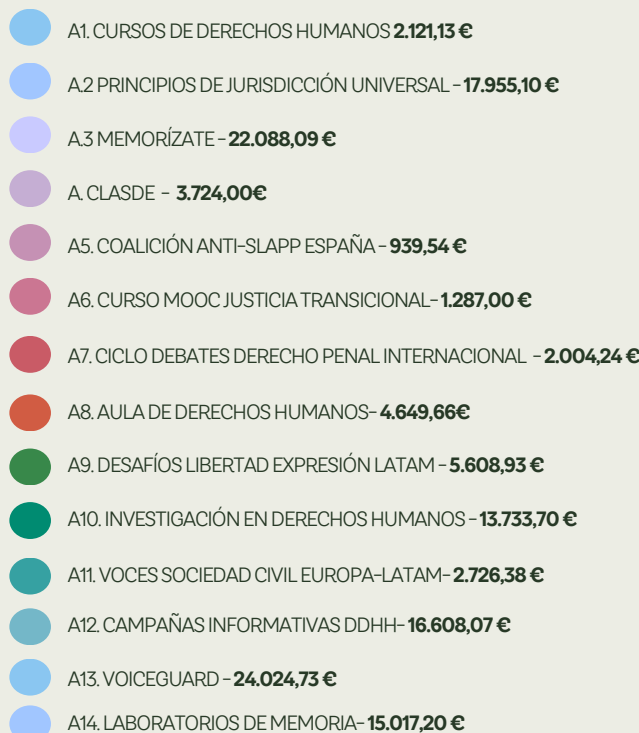 A1. CURSOS DE DERECHOS HUMANOS 2.121,13 €
A.2 PRINCIPIOS DE JURISDICCIÓN UNIVERSAL - 17.955,10 €
A.3 MEMORÍZATE - 22.088,09 €
A. CLASDE - 3.724,00€
A5. COALICIÓN ANTI-SLAPP ESPAÑA - 939,54 €
A6. CURSO MOOC JUSTICIA TRANSICIONAL- 1.287,00 €
A7. CICLO DEBATES DERECHO PENAL INTERNACIONAL - 2.004,24 €
A8. AULA DE DERECHOS HUMANOS- 4.649,66€
A9. DESAFÍOS LIBERTAD EXPRESIÓN LATAM - 5.608,93 €
A10. INVESTIGACIÓN EN DERECHOS HUMANOS - 13.733,70 €
A11. VOCES SOCIEDAD CIVIL EUROPA-LATAM- 2.726,38 €
A12. CAMPAÑAS INFORMATIVAS DDHH- 16.608,07 €
A13. VOICEGUARD - 24.024,73 €
A14. LABORATORIOS DE MEMORIA- 15.017,20 €